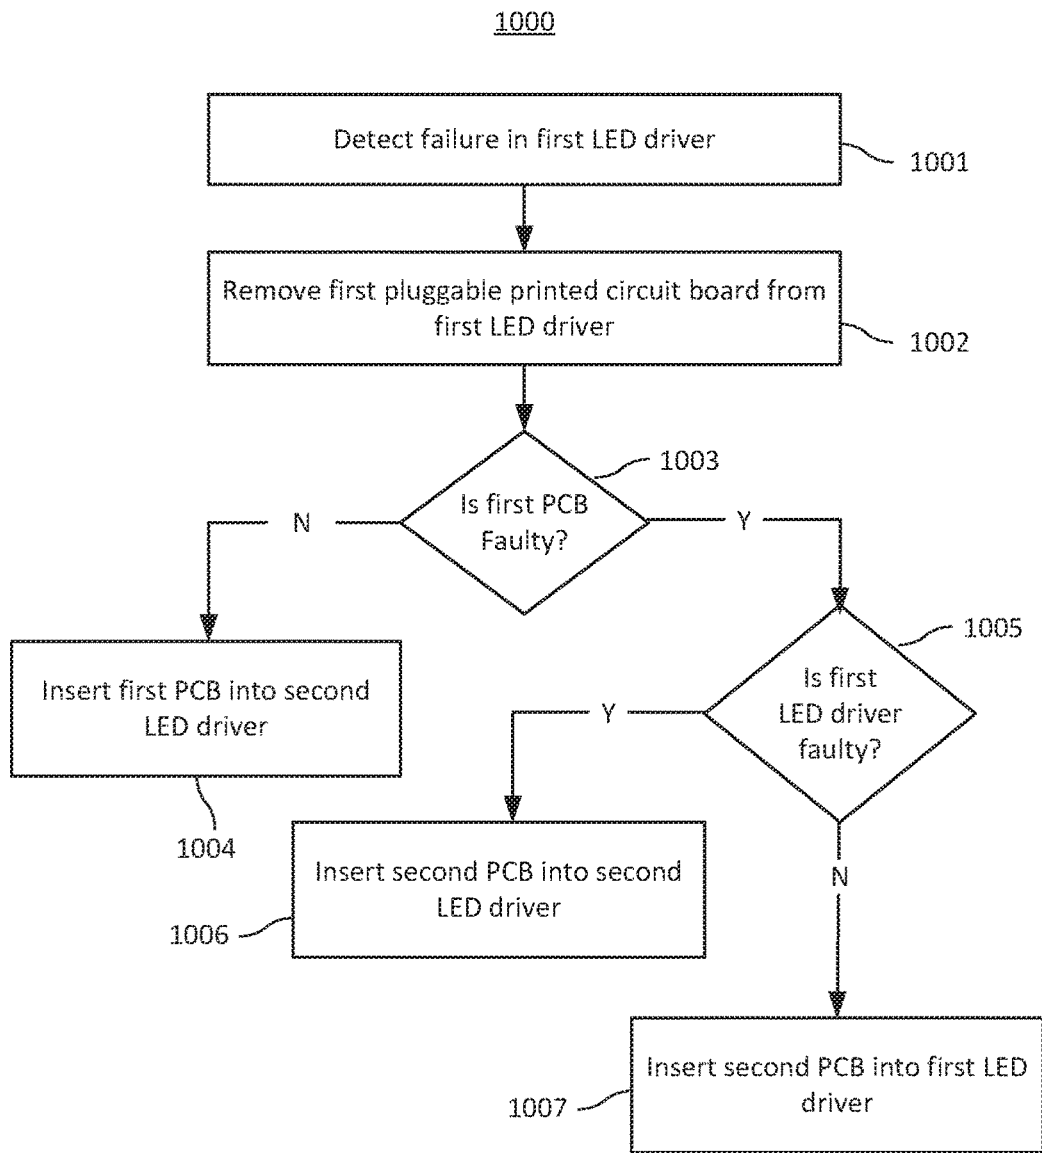 1000
Detect failure in first LED driver
1001
Remove first pluggable printed circuit board from
first LED driver
1002
1003
Is first PCB
Faulty?
N
Y
1005
Is first
LED driver
faulty?
Insert first PCB into second
LED driver
1004
Y
N
Insert second PCB into second
LED driver
1006
Insert second PCB into first LED
driver
1007